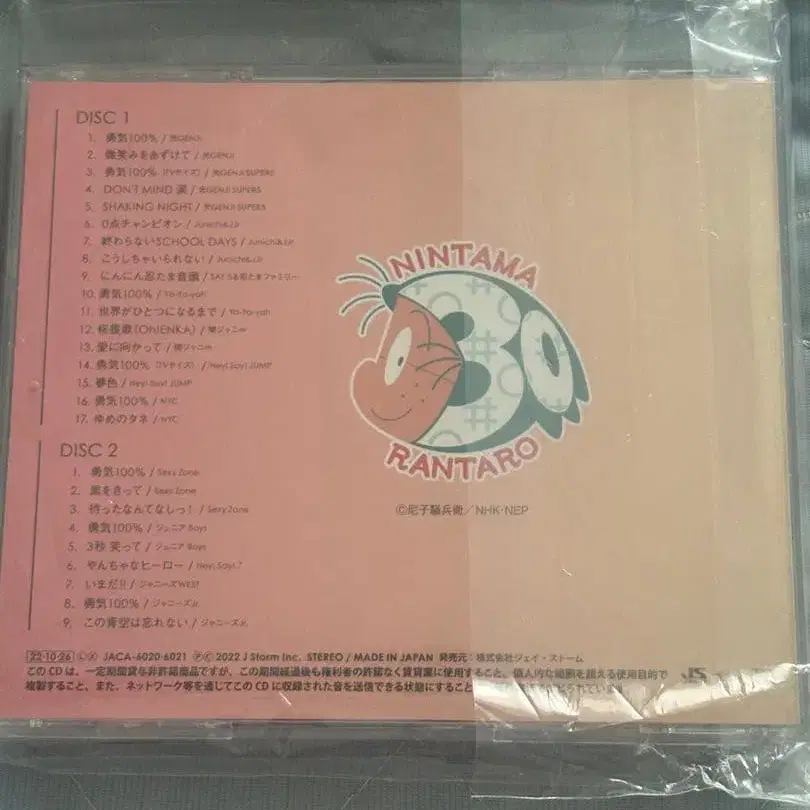 DISC 1
1. 勇気100% / 光GENJI
2. 微笑みをあずけて / 光GENJI
3. 勇気100% (TVサイズ) / 光GENJI SUPER5
4. DON'T MIND 涙 / 光GENJI SUPER5
5. SHAKING NIGHT / 光GENJI SUPER5
6. 0点チャンピオン / Junichi&J.Jr
7. 終わらないSCHOOL DAYS / Junichi&J.Jr
8. こうしちゃいられない / Junichi&J.Jr
9. にんにん忍たま音頭 / SAY S&忍たまファミリー
10. 勇気100% / Ya-Ya-yah
11. 世界がひとつになるまで / Ya-Ya-yah
12. 桜援歌 (Oh!ENKA) / 関ジャニ∞
13. 愛に向かって / 関ジャニ∞
14. 勇気100% (TVサイズ) / Hey! Say! JUMP
15. 夢色 / Hey! Say! JUMP
16. 勇気100% / NYC
17. ゆめのタネ / NYC
DISC 2
1. 勇気100% / Sexy Zone
2. 風をきって / Sexy Zone
3. 待ったなんてなしっ! / Sexy Zone
4. 勇気100% / ジュニア Boys
5. 3秒 笑って / ジュニア Boys
6. やんちゃなヒーロー / Hey! Say! 7
7. いまだ!! / ジャニーズWEST
8. 勇気100% / ジャニーズJr.
9. この青空は忘れない / ジャニーズJr.
NINTAMA
30
RANTARO
©尼子騒兵衛/NHK・NEP
22・10・26 JACA-6020-6021 ℗© 2022 J Storm Inc. STEREO / MADE IN JAPAN 発売元:株式会社ジェイ・ストーム
このCDは、一定期間貸与非許諾商品ですが、この期間経過後も権利者の許諾なく賃貸業に使用すること、個人的な範囲を超える使用目的で
複製すること、また、ネットワーク等を通じてこのCDに収録された音を送信できる状態にすること
JS